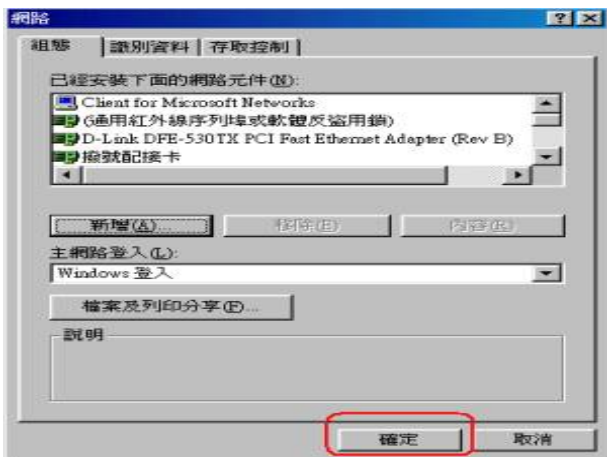 網路
組態 識別資料 存取控制
已經安裝下面的網路元件(N):
Client for Microsoft Networks
(通用紅外線序列埠或軟體反盜用鎖)
D-Link DFE-530TX PCI Fast Ethernet Adapter (Rev B)
撥號配接卡
新增(A)... 移除(E) 內容(R)
主網路登入(L):
Windows 登入
檔案及列印分享(F)...
說明
確定 取消